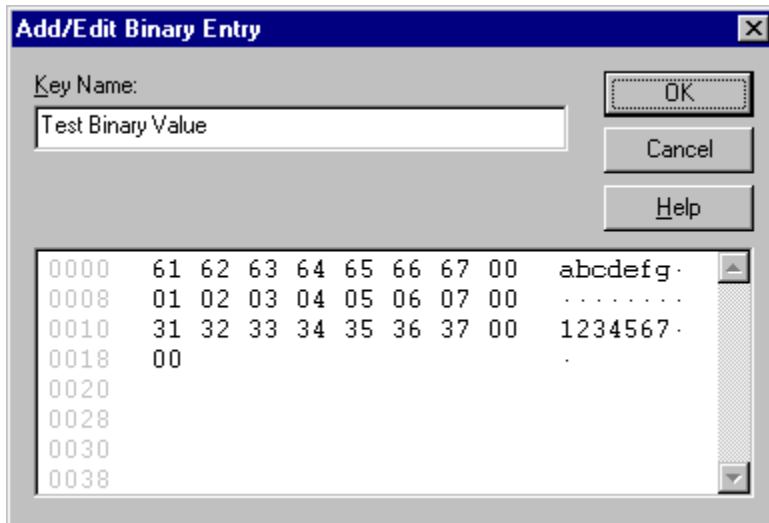 Add/Edit Binary Entry
Key Name:
OK
Test Binary Value
Cancel
Help
0000 61 62 63 64 65 66 67 00 abcdefg·
0008 01 02 03 04 05 06 07 00 ········
0010 31 32 33 34 35 36 37 00 1234567·
0018 00 ·
0020
0028
0030
0038